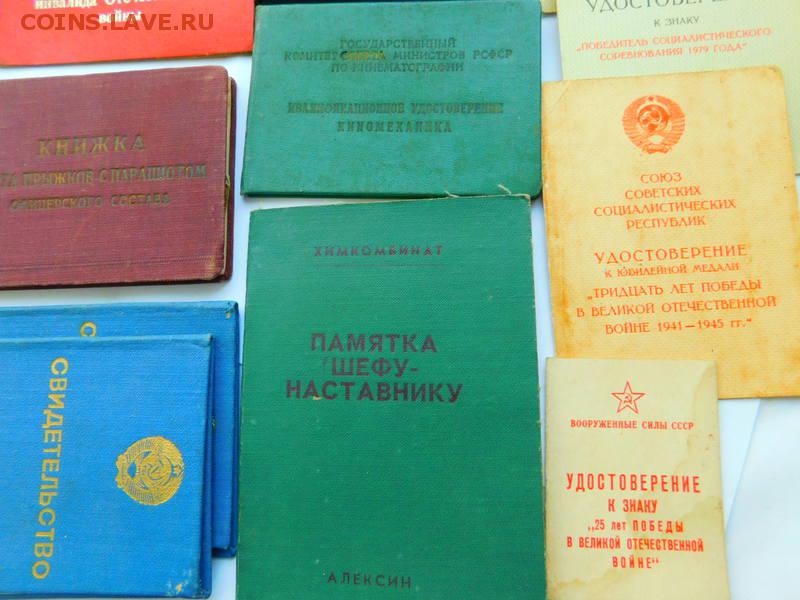 COINS.LAVE.RU
инвалида Отечес
войны
ГОСУДАРСТВЕННЫЙ
КОМИТЕТ СОВЕТА МИНИСТРОВ РСФСР
ПО КИНЕМАТОГРАФИИ
КВАЛИФИКАЦИОННОЕ УДОСТОВЕРЕНИЕ
КИНОМЕХАНИКА
УДОСТОВЕРЕН
К ЗНАКУ
"ПОБЕДИТЕЛЬ СОЦИАЛИСТИЧЕСКОГО
СОРЕВНОВАНИЯ 1979 ГОДА"
КНИЖКА
ПРЫЖКОВ С ПАРАШЮТОМ
ОФИЦЕРСКОГО СОСТАВА
СОЮЗ
СОВЕТСКИХ
СОЦИАЛИСТИЧЕСКИХ
РЕСПУБЛИК
УДОСТОВЕРЕНИЕ
К ЮБИЛЕЙНОЙ МЕДАЛИ
„ТРИДЦАТЬ ЛЕТ ПОБЕДЫ
В ВЕЛИКОЙ ОТЕЧЕСТВЕННОЙ
ВОЙНЕ 1941—1945 гг."
ХИМКОМБИНАТ
ПАМЯТКА
ШЕФУ-
НАСТАВНИКУ
АЛЕКСИН
СВИДЕТЕЛЬСТВО
ВООРУЖЕННЫЕ СИЛЫ СССР
УДОСТОВЕРЕНИЕ
К ЗНАКУ
„25 лет ПОБЕДЫ
В ВЕЛИКОЙ ОТЕЧЕСТВЕННОЙ
ВОЙНЕ"